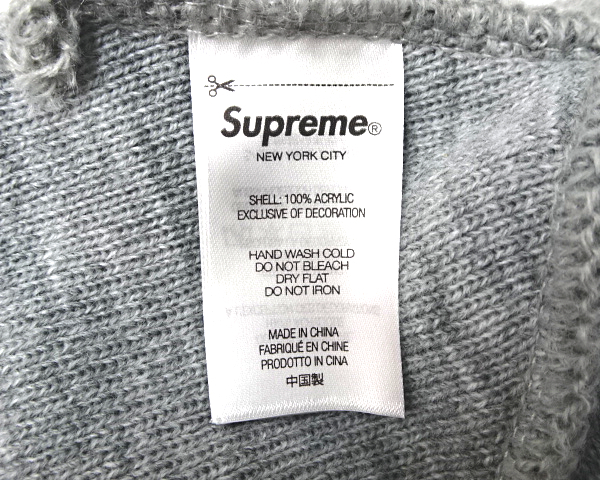 Supreme®
NEW YORK CITY
SHELL: 100% ACRYLIC
EXCLUSIVE OF DECORATION
HAND WASH COLD
DO NOT BLEACH
DRY FLAT
DO NOT IRON
MADE IN CHINA
FABRIQUÉ EN CHINE
PRODOTTO IN CINA
中国製